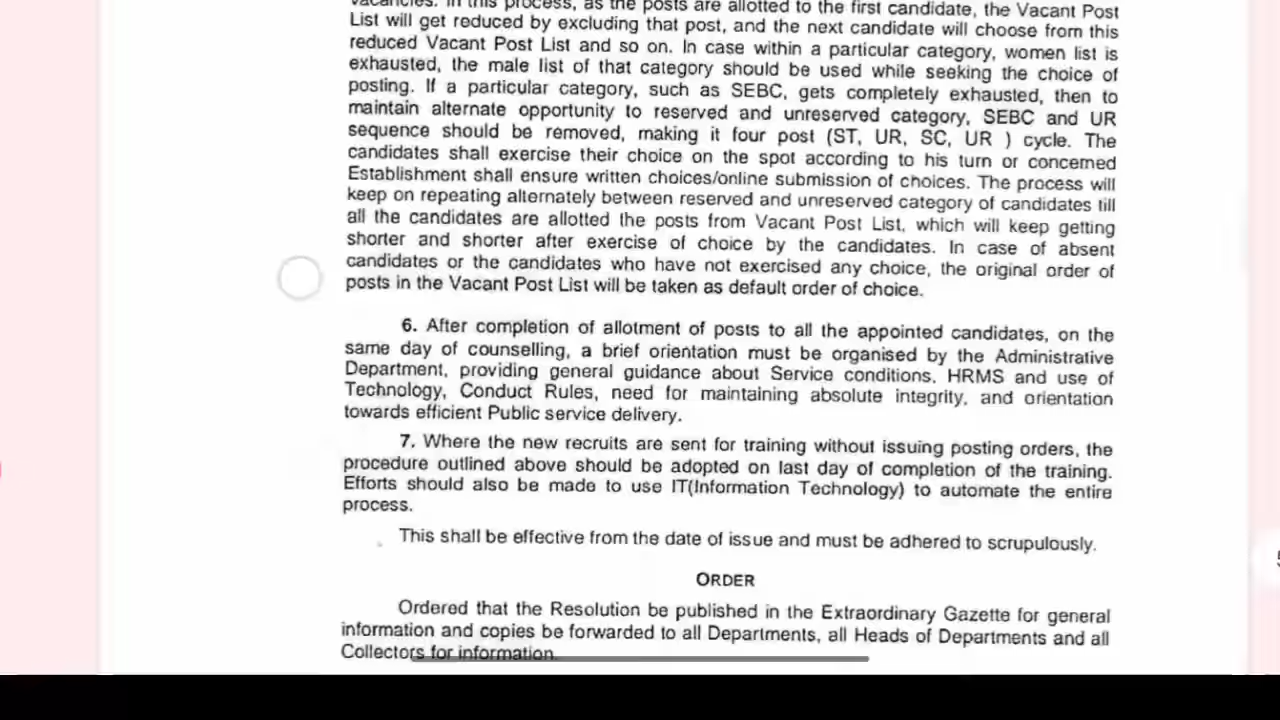 vacancies. In this process, as the posts are allotted to the first candidate, the Vacant Post
List will get reduced by excluding that post, and the next candidate will choose from this
reduced Vacant Post List and so on. In case within a particular category, women list is
exhausted, the male list of that category should be used while seeking the choice of
posting. If a particular category, such as SEBC, gets completely exhausted, then to
maintain alternate opportunity to reserved and unreserved category, SEBC and UR
sequence should be removed, making it four post (ST, UR, SC, UR ) cycle. The
candidates shall exercise their choice on the spot according to his turn or concerned
Establishment shall ensure written choices/online submission of choices. The process will
keep on repeating alternately between reserved and unreserved category of candidates till
all the candidates are allotted the posts from Vacant Post List, which will keep getting
shorter and shorter after exercise of choice by the candidates. In case of absent
candidates or the candidates who have not exercised any choice, the original order of
posts in the Vacant Post List will be taken as default order of choice.
6. After completion of allotment of posts to all the appointed candidates, on the
same day of counselling, a brief orientation must be organised by the Administrative
Department, providing general guidance about Service conditions, HRMS and use of
Technology, Conduct Rules, need for maintaining absolute integrity, and orientation
towards efficient Public service delivery.
7. Where the new recruits are sent for training without issuing posting orders, the
procedure outlined above should be adopted on last day of completion of the training.
Efforts should also be made to use IT(Information Technology) to automate the entire
process.
This shall be effective from the date of issue and must be adhered to scrupulously.
ORDER
Ordered that the Resolution be published in the Extraordinary Gazette for general
information and copies be forwarded to all Departments, all Heads of Departments and all
Collectors for information.